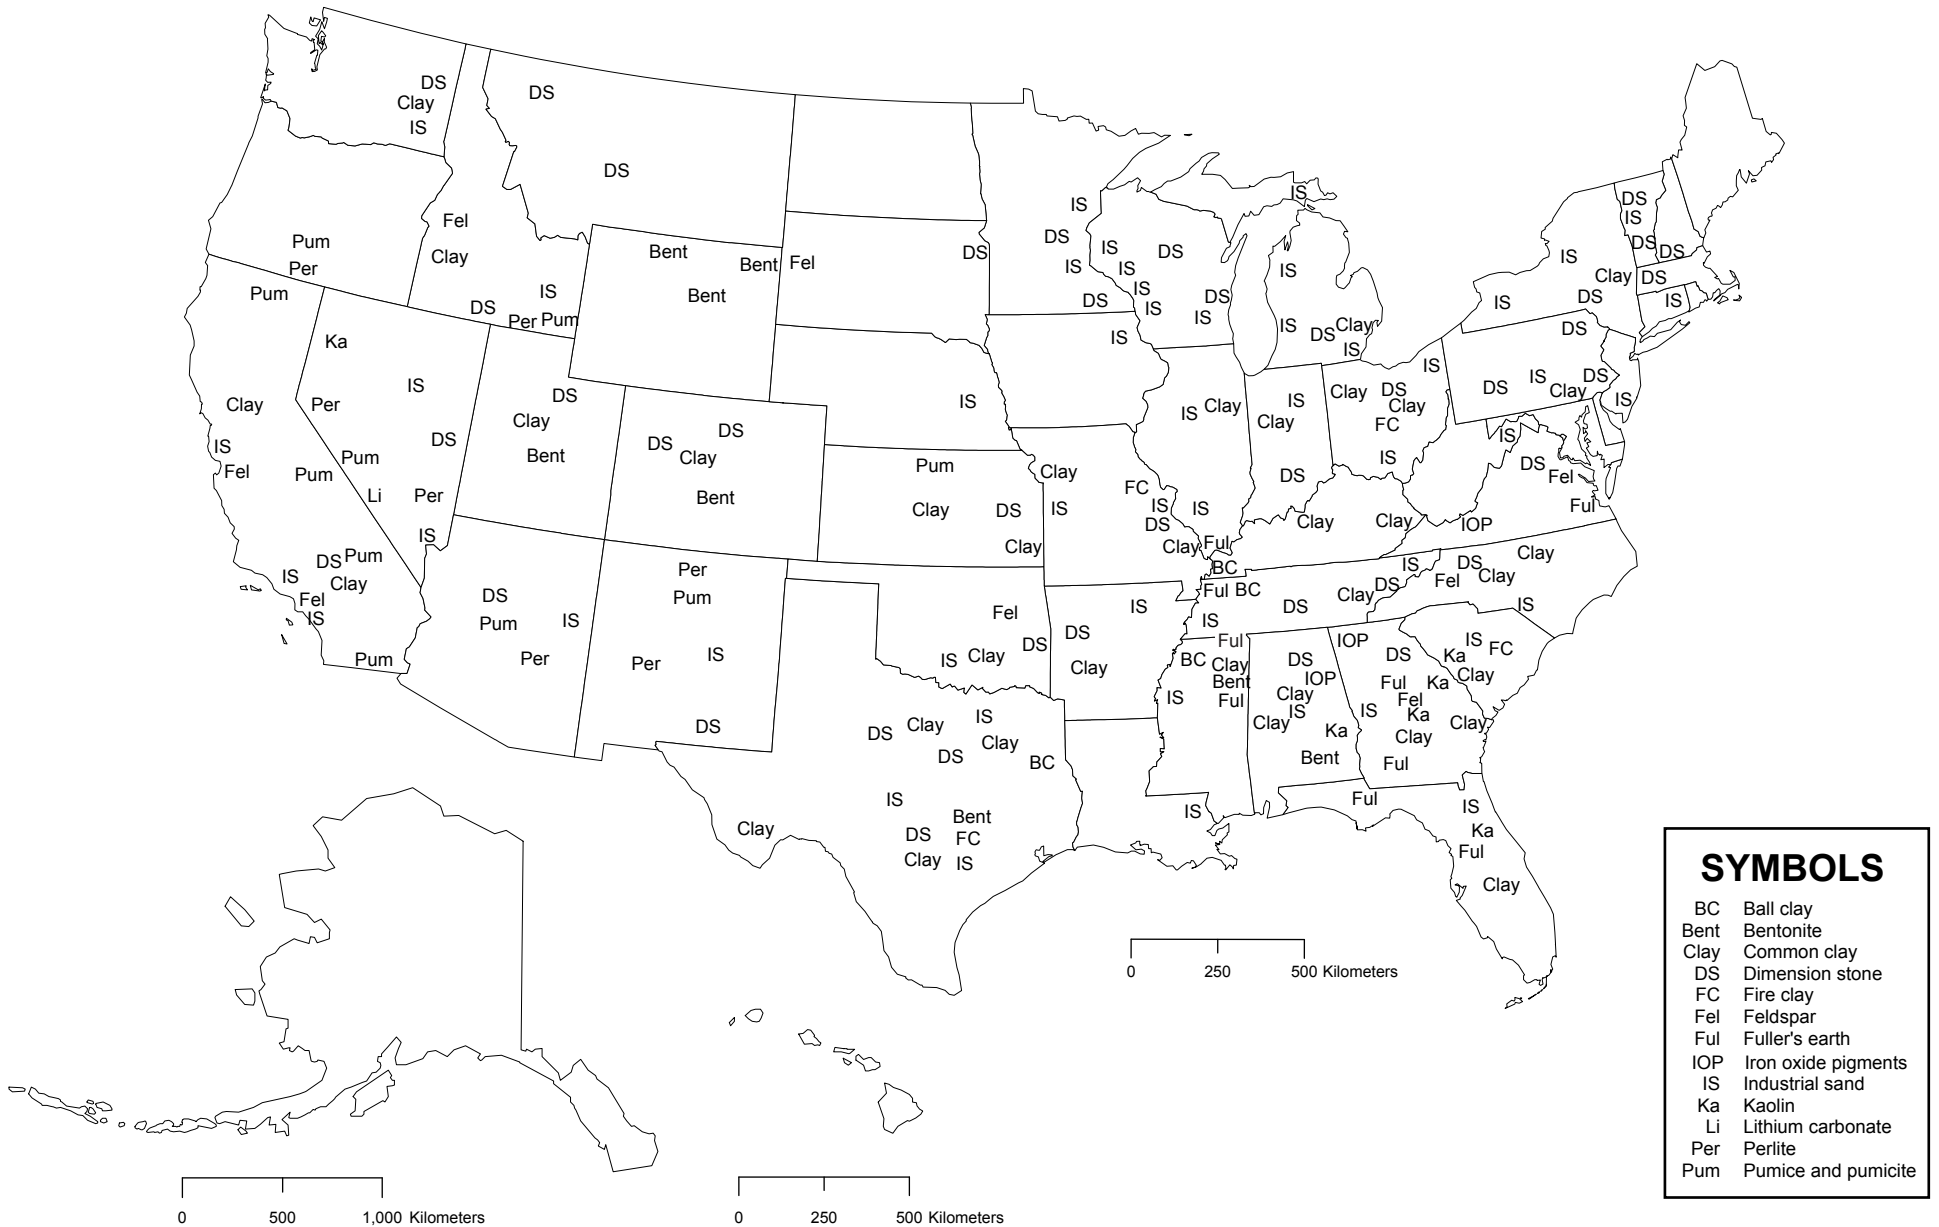 DS
Clay
IS
DS
DS
Pum
Per
Fel
Clay
DS
IS
Per
Pum
Bent
Bent
Bent
Fel
DS
IS
DS
IS
DS
IS
IS
IS
IS
DS
DS
IS
IS
IS
IS
DS
Clay
IS
DS
IS
DS
DS
DS
IS
IS
Clay
IS
DS
DS
DS
IS
Clay
DS
IS
Pum
Clay
IS
Fel
Pum
DS
Pum
IS
Clay
Fel
IS
Pum
Ka
IS
Per
DS
Pum
Li
Per
IS
DS
Clay
Bent
DS
DS
Clay
Bent
IS
Pum
Clay
DS
Clay
IS
Clay
IS
FC
IS
DS
Clay
IS
Clay
IS
Ful
IS
Clay
DS
IS
Clay
DS
Clay
FC
IS
IS
DS
Fel
Ful
IOP
Clay
Clay
BC
DS
Pum
IS
Per
Per
Pum
Per
IS
DS
Fel
DS
IS
Clay
IS
DS
Clay
Ful
BC
IS
DS
Clay
DS
IS
Clay
DS
Clay
Fel
IS
Ful
BC
Clay
Bent
Ful
IS
DS
IOP
Clay
IS
Clay
Ka
Bent
IOP
DS
Ful
Ka
Fel
Ka
IS
Clay
Clay
Ful
IS
FC
Ka
Clay
DS
Clay
IS
Clay
DS
BC
IS
Bent
DS
FC
Clay
IS
Clay
IS
Ful
IS
Ka
Ful
Clay
SYMBOLS
BC Ball clay
Bent Bentonite
Clay Common clay
DS Dimension stone
FC Fire clay
Fel Feldspar
Ful Fuller's earth
IOP Iron oxide pigments
IS Industrial sand
Ka Kaolin
Li Lithium carbonate
Per Perlite
Pum Pumice and pumicite
0 250 500 Kilometers
0 500 1,000 Kilometers
0 250 500 Kilometers